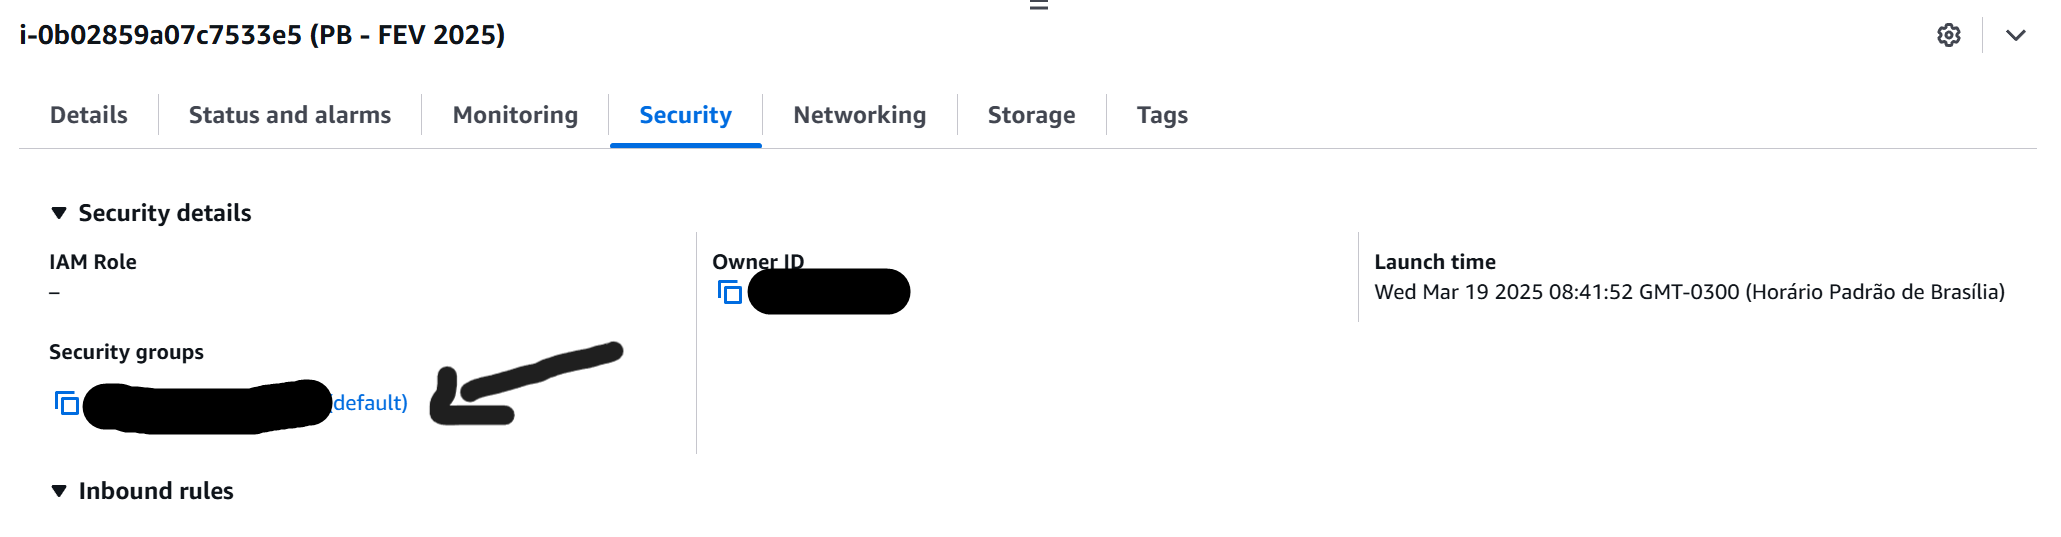 i-0b02859a07c7533e5 (PB - FEV 2025)
Details
Status and alarms
Monitoring
Security
Networking
Storage
Tags
Security details
IAM Role
–
Owner ID
Launch time
Wed Mar 19 2025 08:41:52 GMT-0300 (Horário Padrão de Brasília)
Security groups
default)
Inbound rules